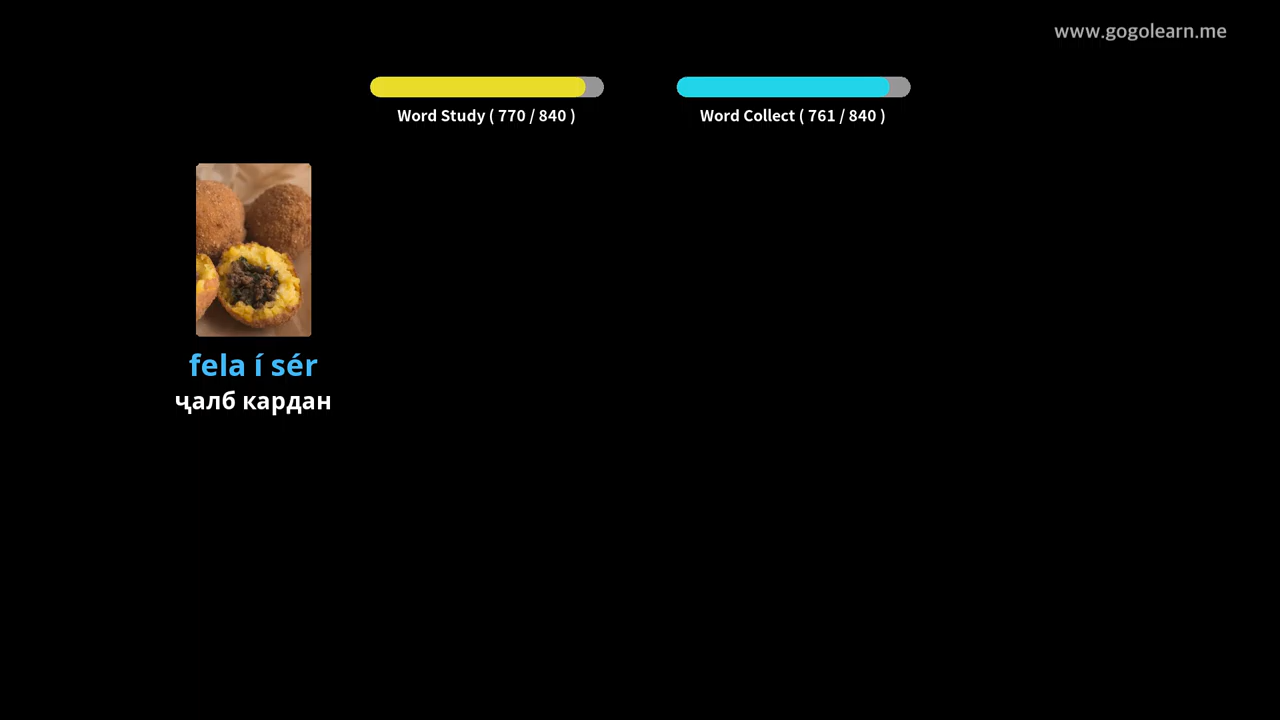 www.gogolearn.me
Word Study ( 770 / 840 )
Word Collect ( 761 / 840 )
fela í sér
ҷалб кардан